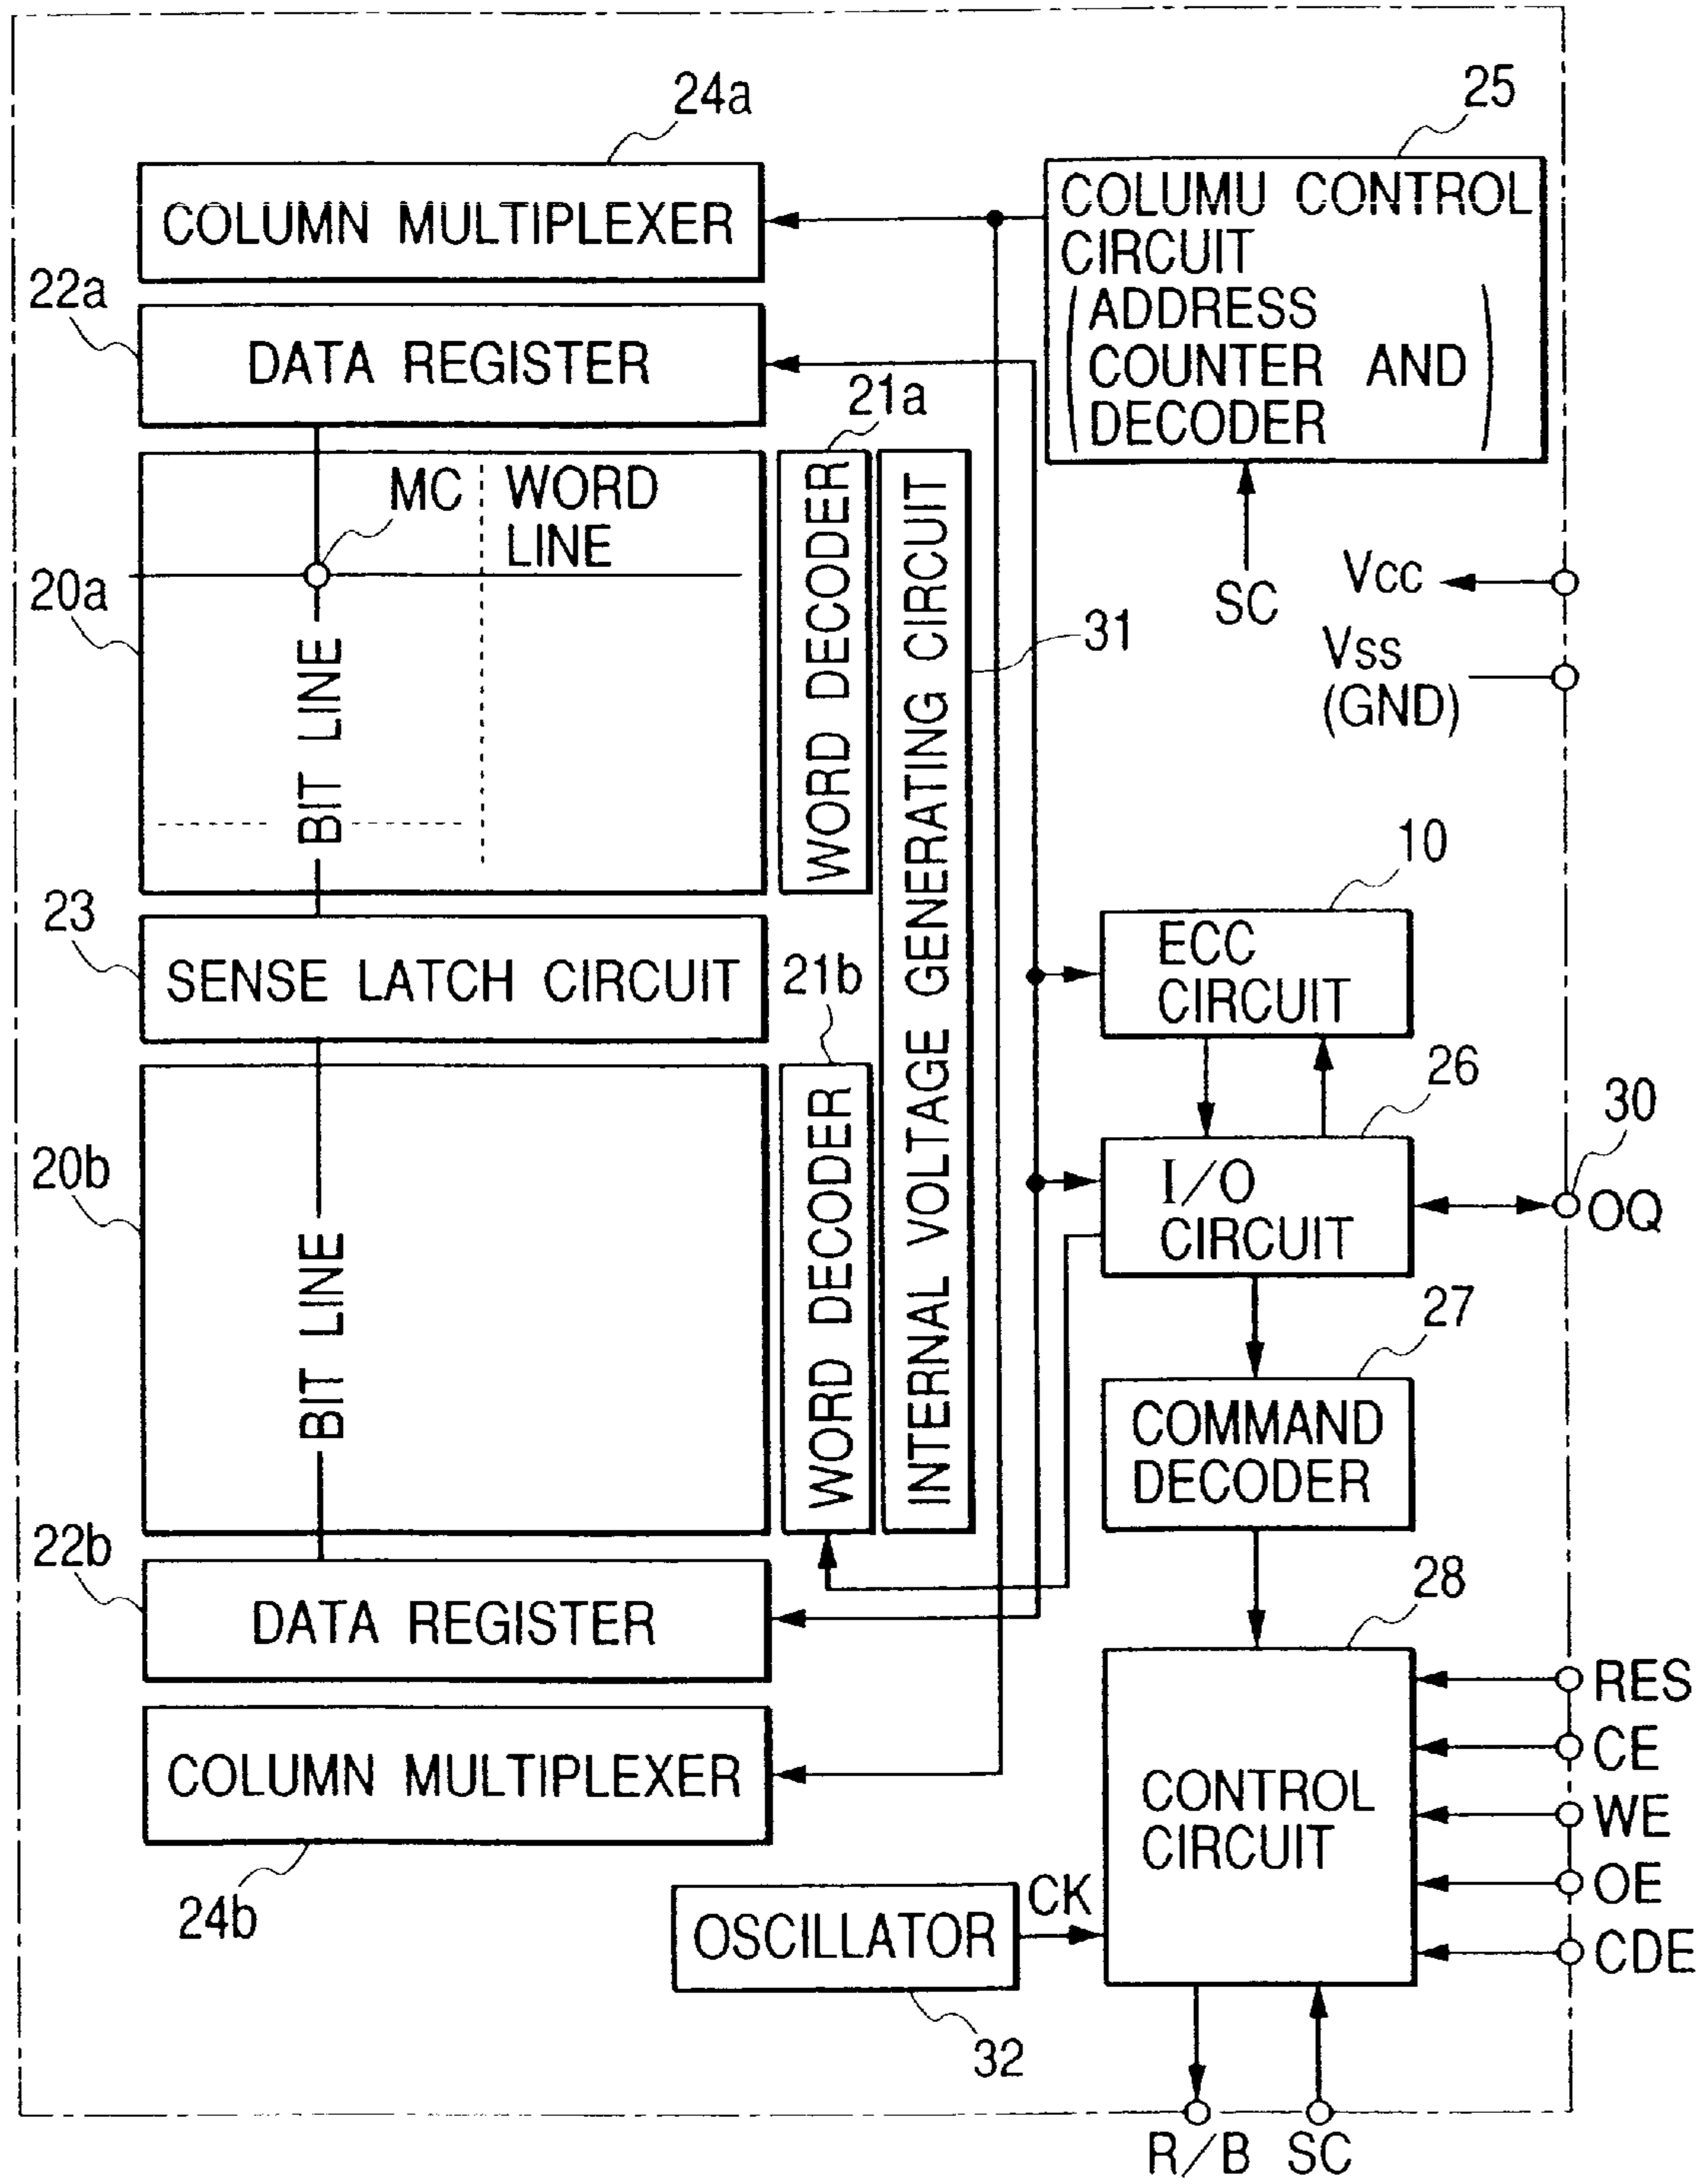 24a
25
COLUMN MULTIPLEXER
COLUMU CONTROL
CIRCUIT
(ADDRESS
COUNTER AND
DECODER)
22a
DATA REGISTER
21a
MC
WORD
LINE
20a
BIT LINE
WORD DECODER
INTERNAL VOLTAGE GENERATING CIRCUIT
31
SC
Vcc
Vss
(GND)
10
23
SENSE LATCH CIRCUIT
21b
ECC
CIRCUIT
26
30
20b
BIT LINE
WORD DECODER
I/O
CIRCUIT
OQ
27
COMMAND
DECODER
22b
DATA REGISTER
28
RES
CE
COLUMN MULTIPLEXER
CONTROL
CIRCUIT
WE
OE
24b
CK
OSCILLATOR
CDE
32
R/B
SC